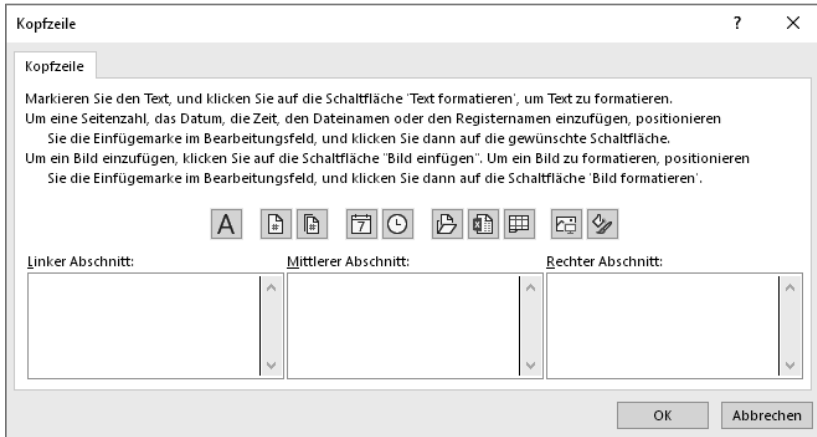 Kopfzeile
?
Kopfzeile
Markieren Sie den Text, und klicken Sie auf die Schaltfläche 'Text formatieren', um Text zu formatieren.
Um eine Seitenzahl, das Datum, die Zeit, den Dateinamen oder den Registernamen einzufügen, positionieren
Sie die Einfügemarke im Bearbeitungsfeld, und klicken Sie dann auf die gewünschte Schaltfläche.
Um ein Bild einzufügen, klicken Sie auf die Schaltfläche "Bild einfügen". Um ein Bild zu formatieren, positionieren
Sie die Einfügemarke im Bearbeitungsfeld, und klicken Sie dann auf die Schaltfläche 'Bild formatieren'.
A # # 7
Linker Abschnitt: Mittlerer Abschnitt: Rechter Abschnitt:
OK Abbrechen